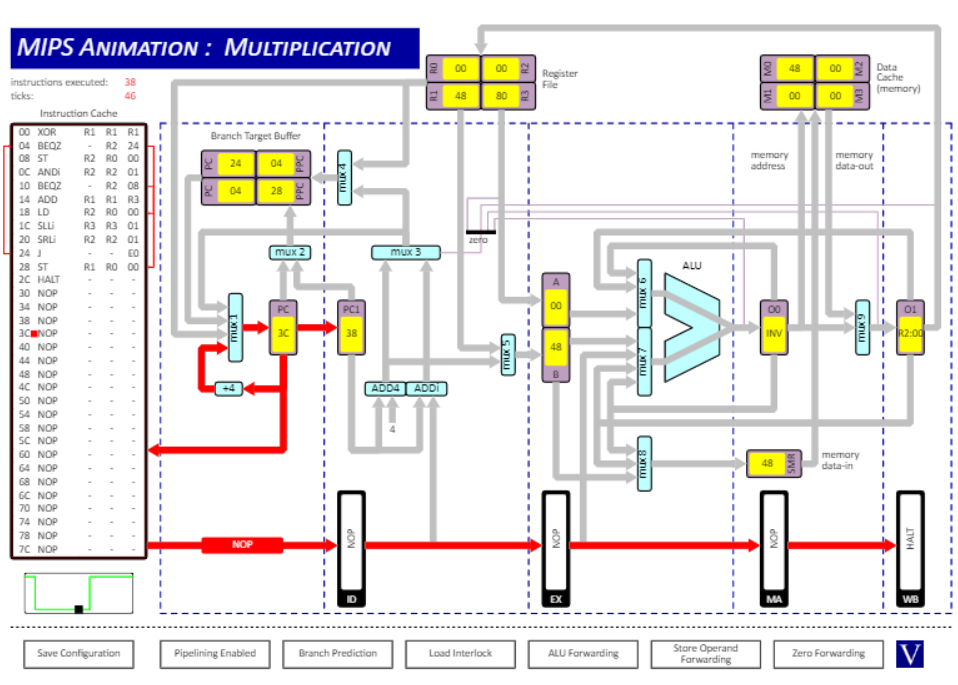 MIPS ANIMATION : MULTIPLICATION
instructions executed: 38
ticks: 46
Instruction Cache
00 XOR R1 R1 R1
04 BEQZ - R2 24
08 ST R2 R0 00
0C ANDi R2 R2 01
10 BEQZ - R2 08
14 ADD R1 R1 R3
18 LD R2 R0 00
1C SLLi R3 R3 01
20 SRLi R2 R2 01
24 J - - E0
28 ST R1 R0 00
2C HALT - - -
30 NOP - - -
34 NOP - - -
38 NOP - - -
3C NOP - - -
40 NOP - - -
44 NOP - - -
48 NOP - - -
4C NOP - - -
50 NOP - - -
54 NOP - - -
58 NOP - - -
5C NOP - - -
60 NOP - - -
64 NOP - - -
68 NOP - - -
6C NOP - - -
70 NOP - - -
74 NOP - - -
78 NOP - - -
7C NOP - - -
R0 00 00 R2
R1 48 80 R3
Register
File
M0 48 00 M2
M1 00 00 M3
Data
Cache
(memory)
Branch Target Buffer
PC 24 04 PPC
PC 04 28 PPC
mux 4
memory
address
memory
data-out
zero
mux 2
mux 3
ALU
mux 1
PC
3C
PC1
38
mux 5
A
00
48
B
mux 6
mux 7
O0
INV
mux 9
O1
R2:00
+4
ADD4
ADDi
4
mux 8
48 SMR
memory
data-in
NOP
NOP
ID
NOP
EX
NOP
MA
HALT
WB
Save Configuration
Pipelining Enabled
Branch Prediction
Load Interlock
ALU Forwarding
Store Operand
Forwarding
Zero Forwarding
V